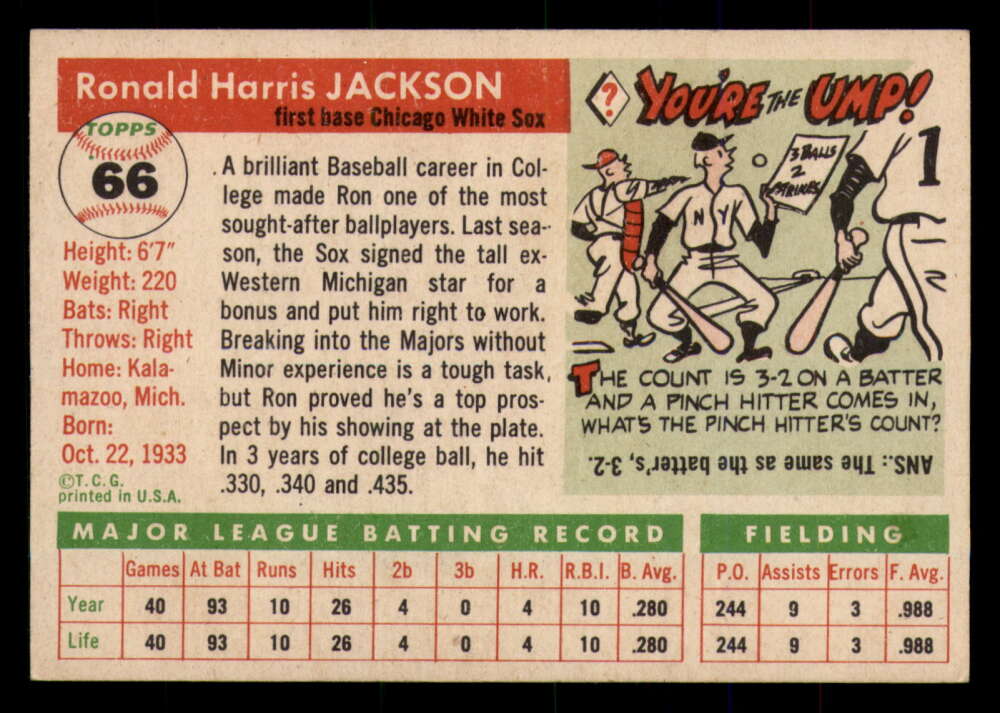 Ronald Harris JACKSON
first base Chicago White Sox
TOPPS
66
Height: 6'7"
Weight: 220
Bats: Right
Throws: Right
Home: Kala-
mazoo, Mich.
Born:
Oct. 22, 1933
©T.C.G.
printed in U.S.A.
A brilliant Baseball career in Col-
lege made Ron one of the most
sought-after ballplayers. Last sea-
son, the Sox signed the tall ex-
Western Michigan star for a
bonus and put him right to work.
Breaking into the Majors without
Minor experience is a tough task,
but Ron proved he's a top pros-
pect by his showing at the plate.
In 3 years of college ball, he hit
.330, .340 and .435.
? YOU'RE THE UMP!
3 BALLS
2
STRIKES
NY
1
THE COUNT IS 3-2 ON A BATTER
AND A PINCH HITTER COMES IN,
WHAT'S THE PINCH HITTER'S COUNT?
ANS.: The same as the batter's, 3-2.
MAJOR LEAGUE BATTING RECORD FIELDING
Games At Bat Runs Hits 2b 3b H.R. R.B.I. B. Avg. P.O. Assists Errors F. Avg.
Year 40 93 10 26 4 0 4 10 .280 244 9 3 .988
Life 40 93 10 26 4 0 4 10 .280 244 9 3 .988